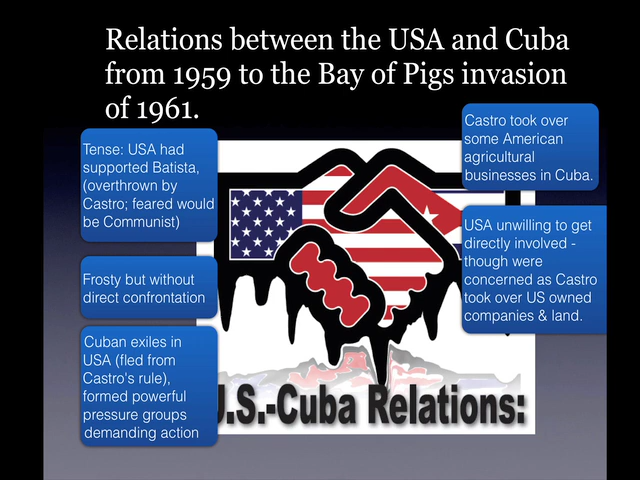 Relations between the USA and Cuba
from 1959 to the Bay of Pigs invasion
of 1961.
Tense: USA had
supported Batista,
(overthrown by
Castro; feared would
be Communist)
Frosty but without
direct confrontation
Cuban exiles in
USA (fled from
Castro's rule),
formed powerful
pressure groups
demanding action
Castro took over
some American
agricultural
businesses in Cuba.
USA unwilling to get
directly involved -
though were
concerned as Castro
took over US owned
companies & land.
.S.-Cuba Relations: